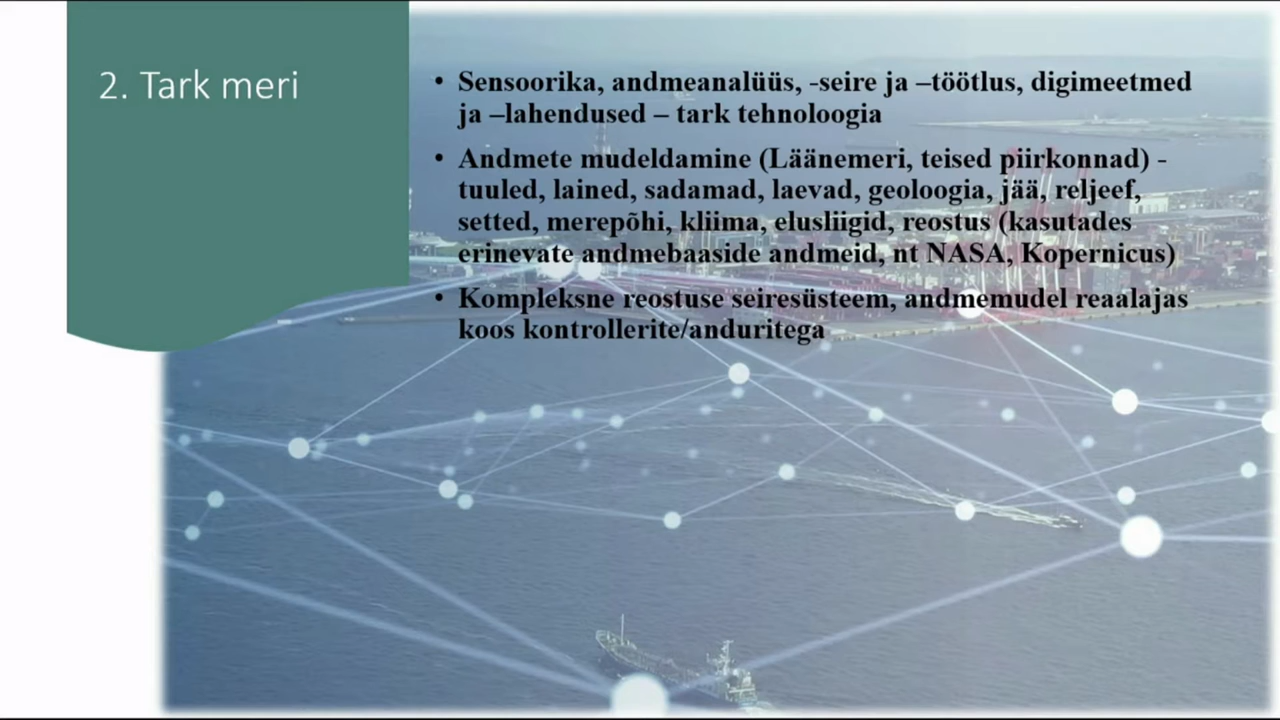 2. Tark meri
• Sensoorika, andmeanalüüs, -seire ja –töötlus, digimeetmed
ja –lahendused – tark tehnoloogia
• Andmete mudeldamine (Läänemeri, teised piirkonnad) -
tuuled, lained, sadamad, laevad, geoloogia, jää, reljeef,
setted, merepõhi, kliima, elusliigid, reostus (kasutades
erinevate andmebaaside andmeid, nt NASA, Kopernicus)
• Kompleksne reostuse seiresüsteem, andmemudel reaalajas
koos kontrollerite/anduritega